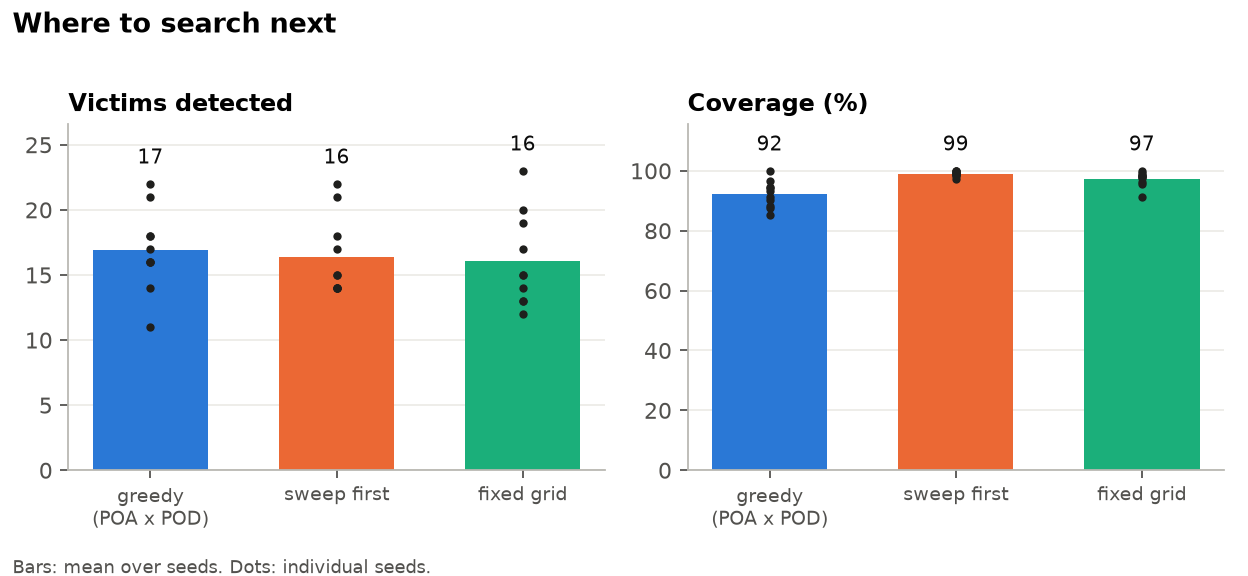 Where to search next
Victims detected
25
20
15
10
5
0
17
16
16
greedy
(POA x POD)
sweep first
fixed grid
Coverage (%)
100
80
60
40
20
0
92
99
97
greedy
(POA x POD)
sweep first
fixed grid
Bars: mean over seeds. Dots: individual seeds.